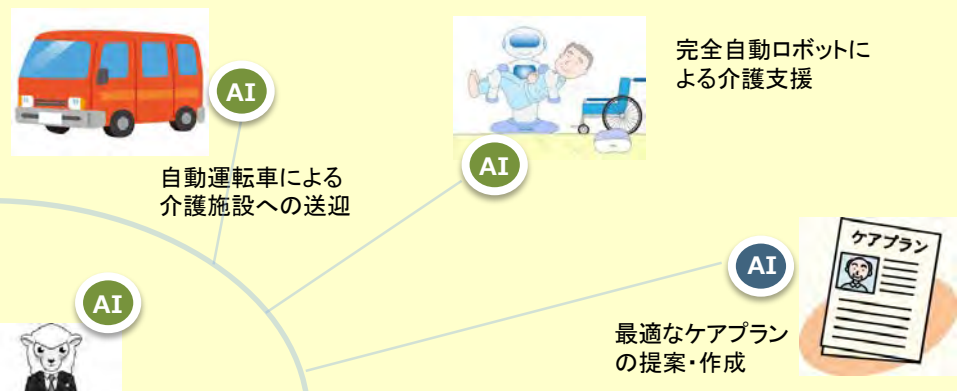 AI
完全自動ロボットに
よる介護支援
AI
自動運転車による
介護施設への送迎
ケアプラン
AI
AI
最適なケアプラン
の提案・作成